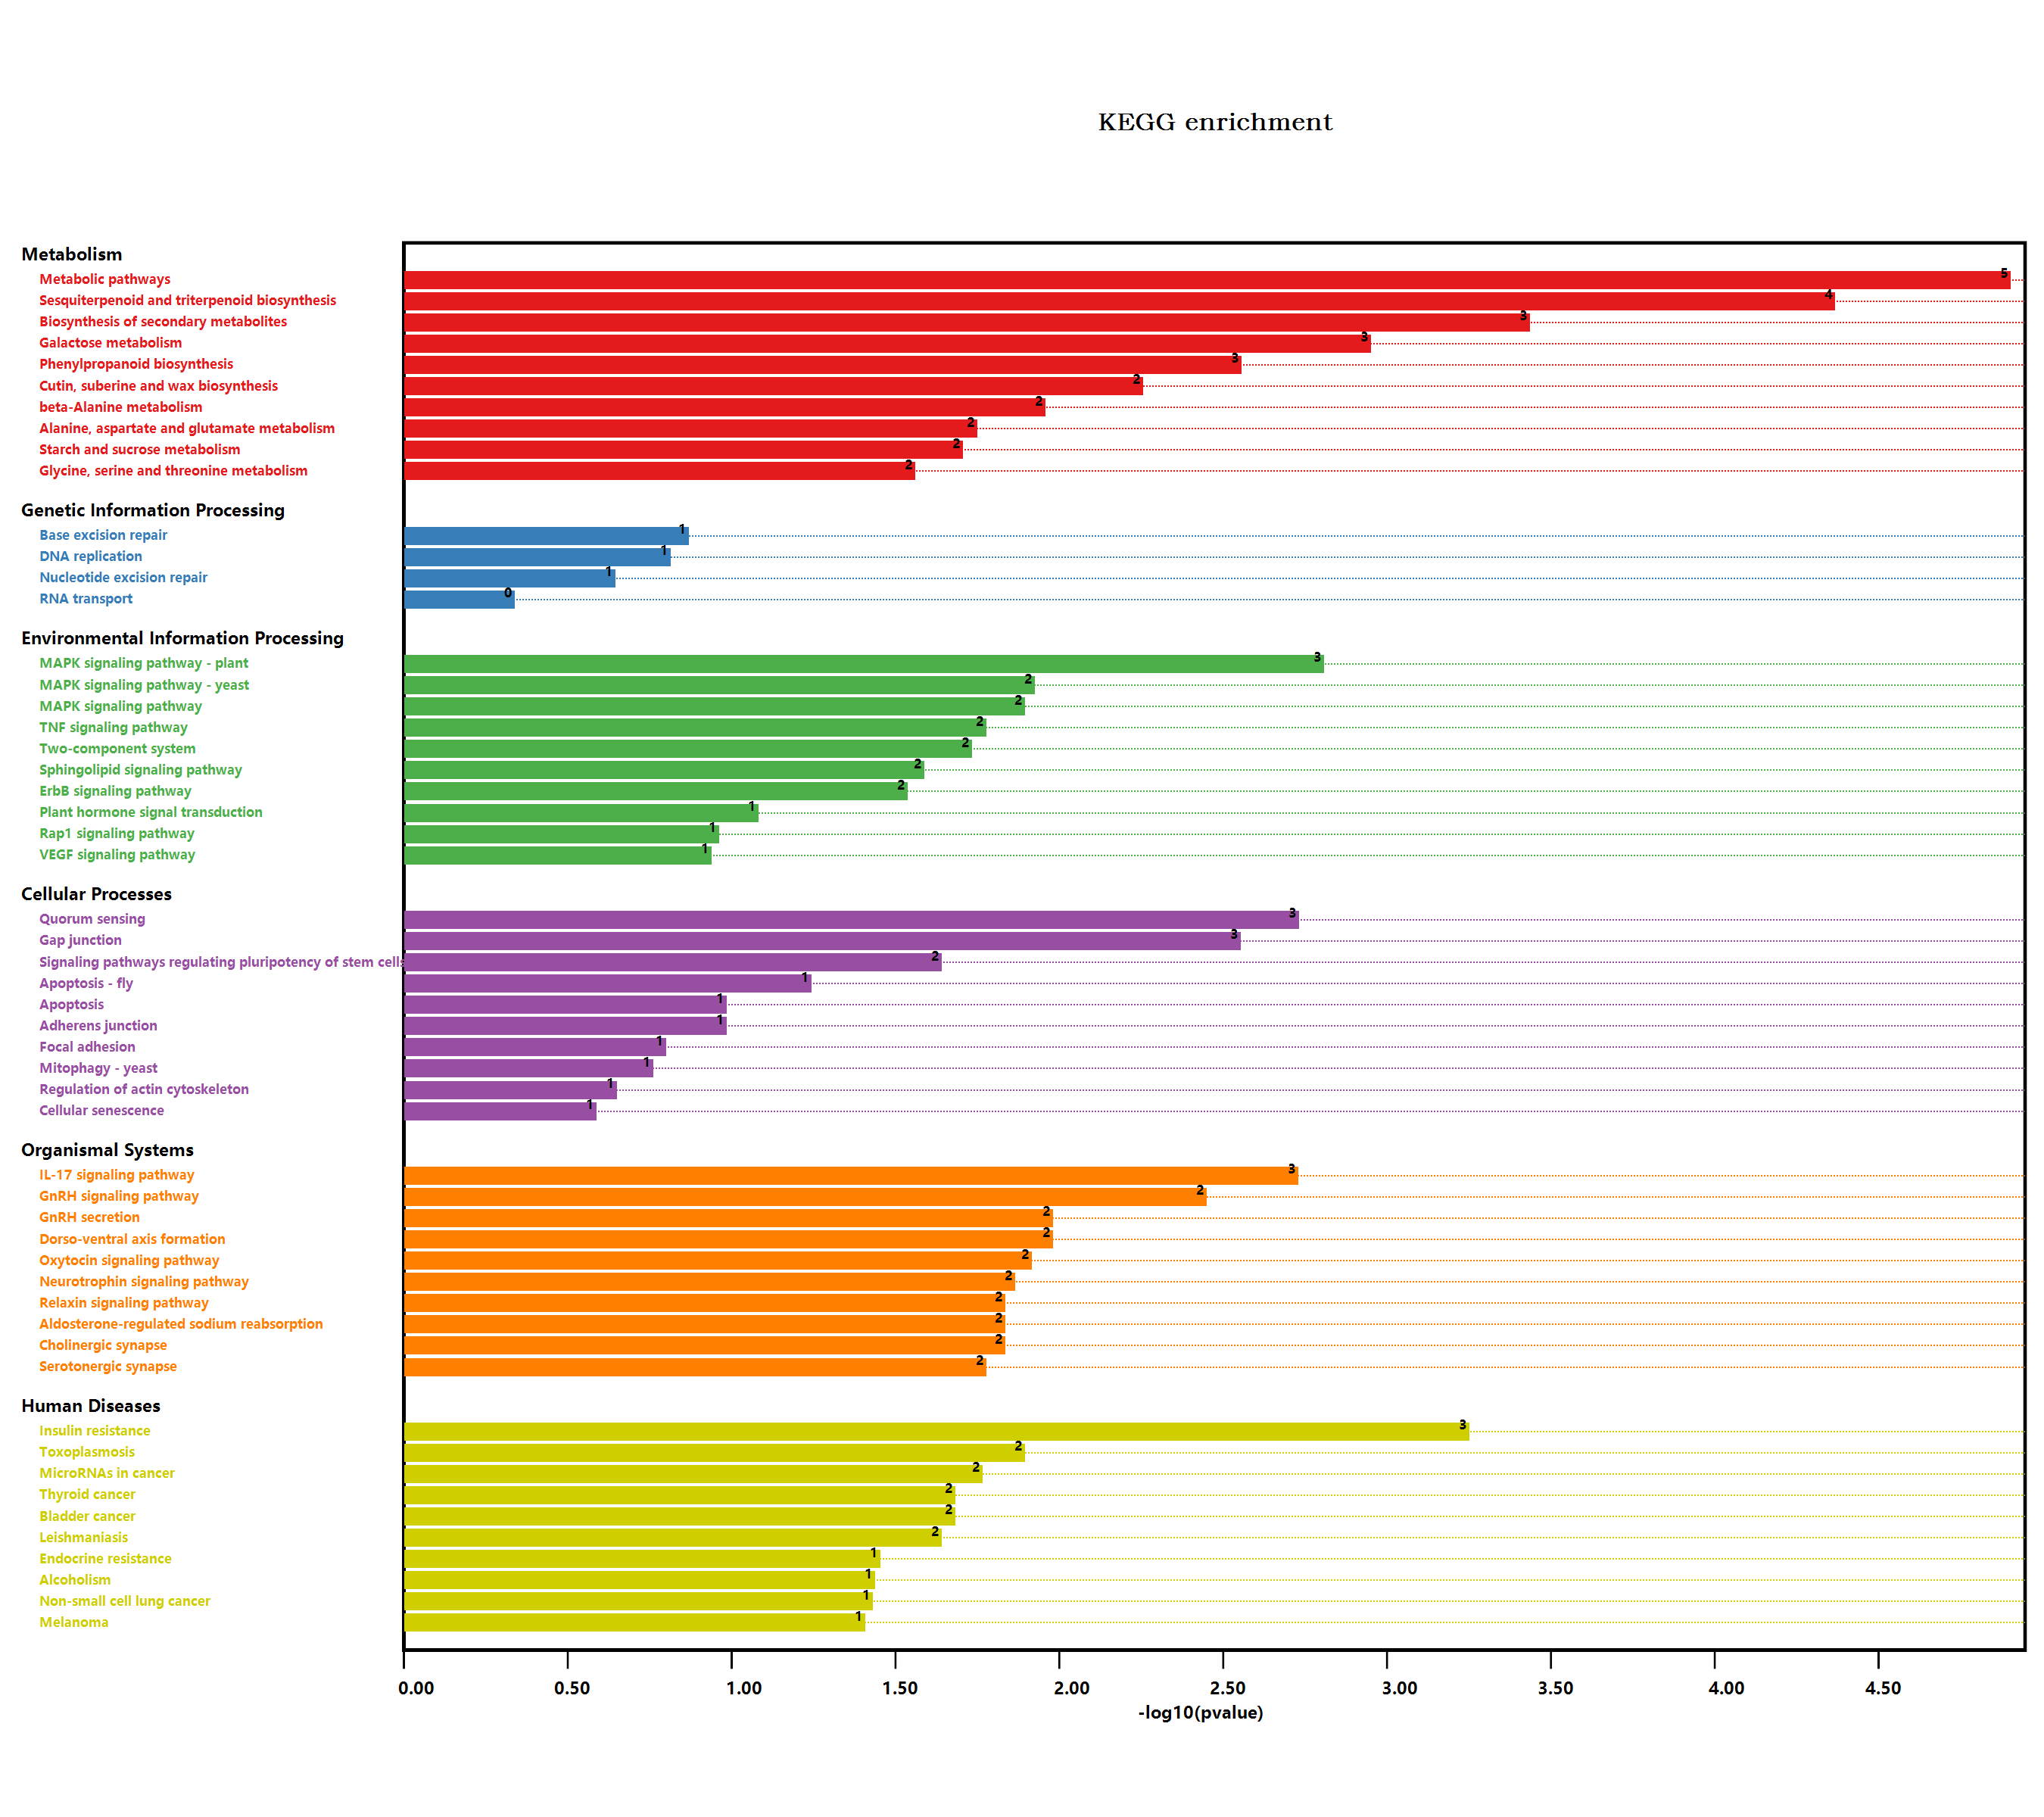 KEGG enrichment
Metabolism
Metabolic pathways 5
Sesquiterpenoid and triterpenoid biosynthesis 4
Biosynthesis of secondary metabolites 3
Galactose metabolism 3
Phenylpropanoid biosynthesis 3
Cutin, suberine and wax biosynthesis 2
beta-Alanine metabolism 2
Alanine, aspartate and glutamate metabolism 2
Starch and sucrose metabolism 2
Glycine, serine and threonine metabolism 2
Genetic Information Processing
Base excision repair 1
DNA replication 1
Nucleotide excision repair 1
RNA transport 0
Environmental Information Processing
MAPK signaling pathway - plant 3
MAPK signaling pathway - yeast 2
MAPK signaling pathway 2
TNF signaling pathway 2
Two-component system 2
Sphingolipid signaling pathway 2
ErbB signaling pathway 2
Plant hormone signal transduction 1
Rap1 signaling pathway 1
VEGF signaling pathway 1
Cellular Processes
Quorum sensing 3
Gap junction 3
Signaling pathways regulating pluripotency of stem cells 2
Apoptosis - fly 1
Apoptosis 1
Adherens junction 1
Focal adhesion 1
Mitophagy - yeast 1
Regulation of actin cytoskeleton 1
Cellular senescence 1
Organismal Systems
IL-17 signaling pathway 3
GnRH signaling pathway 2
GnRH secretion 2
Dorso-ventral axis formation 2
Oxytocin signaling pathway 2
Neurotrophin signaling pathway 2
Relaxin signaling pathway 2
Aldosterone-regulated sodium reabsorption 2
Cholinergic synapse 2
Serotonergic synapse 2
Human Diseases
Insulin resistance 3
Toxoplasmosis 2
MicroRNAs in cancer 2
Thyroid cancer 2
Bladder cancer 2
Leishmaniasis 2
Endocrine resistance 1
Alcoholism 1
Non-small cell lung cancer 1
Melanoma 1
0.00 0.50 1.00 1.50 2.00 2.50 3.00 3.50 4.00 4.50
-log10(pvalue)